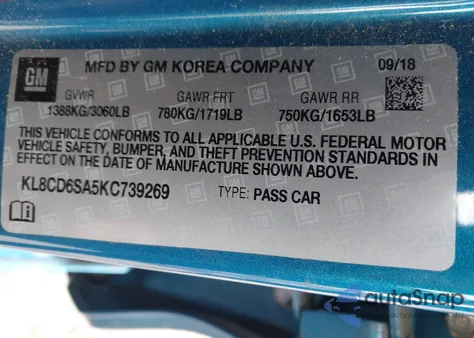 GM MFD BY GM KOREA COMPANY 09/18
GM GVWR GAWR FRT GAWR RR
1388KG/3060LB 780KG/1719LB 750KG/1653LB
THIS VEHICLE CONFORMS TO ALL APPLICABLE U.S. FEDERAL MOTOR
VEHICLE SAFETY, BUMPER, AND THEFT PREVENTION STANDARDS
IN EFFECT ON THE DATE OF MANUFACTURE SHOWN ABOVE.
KL8CD6SA5KC739269 TYPE: PASS CAR
autoSnap